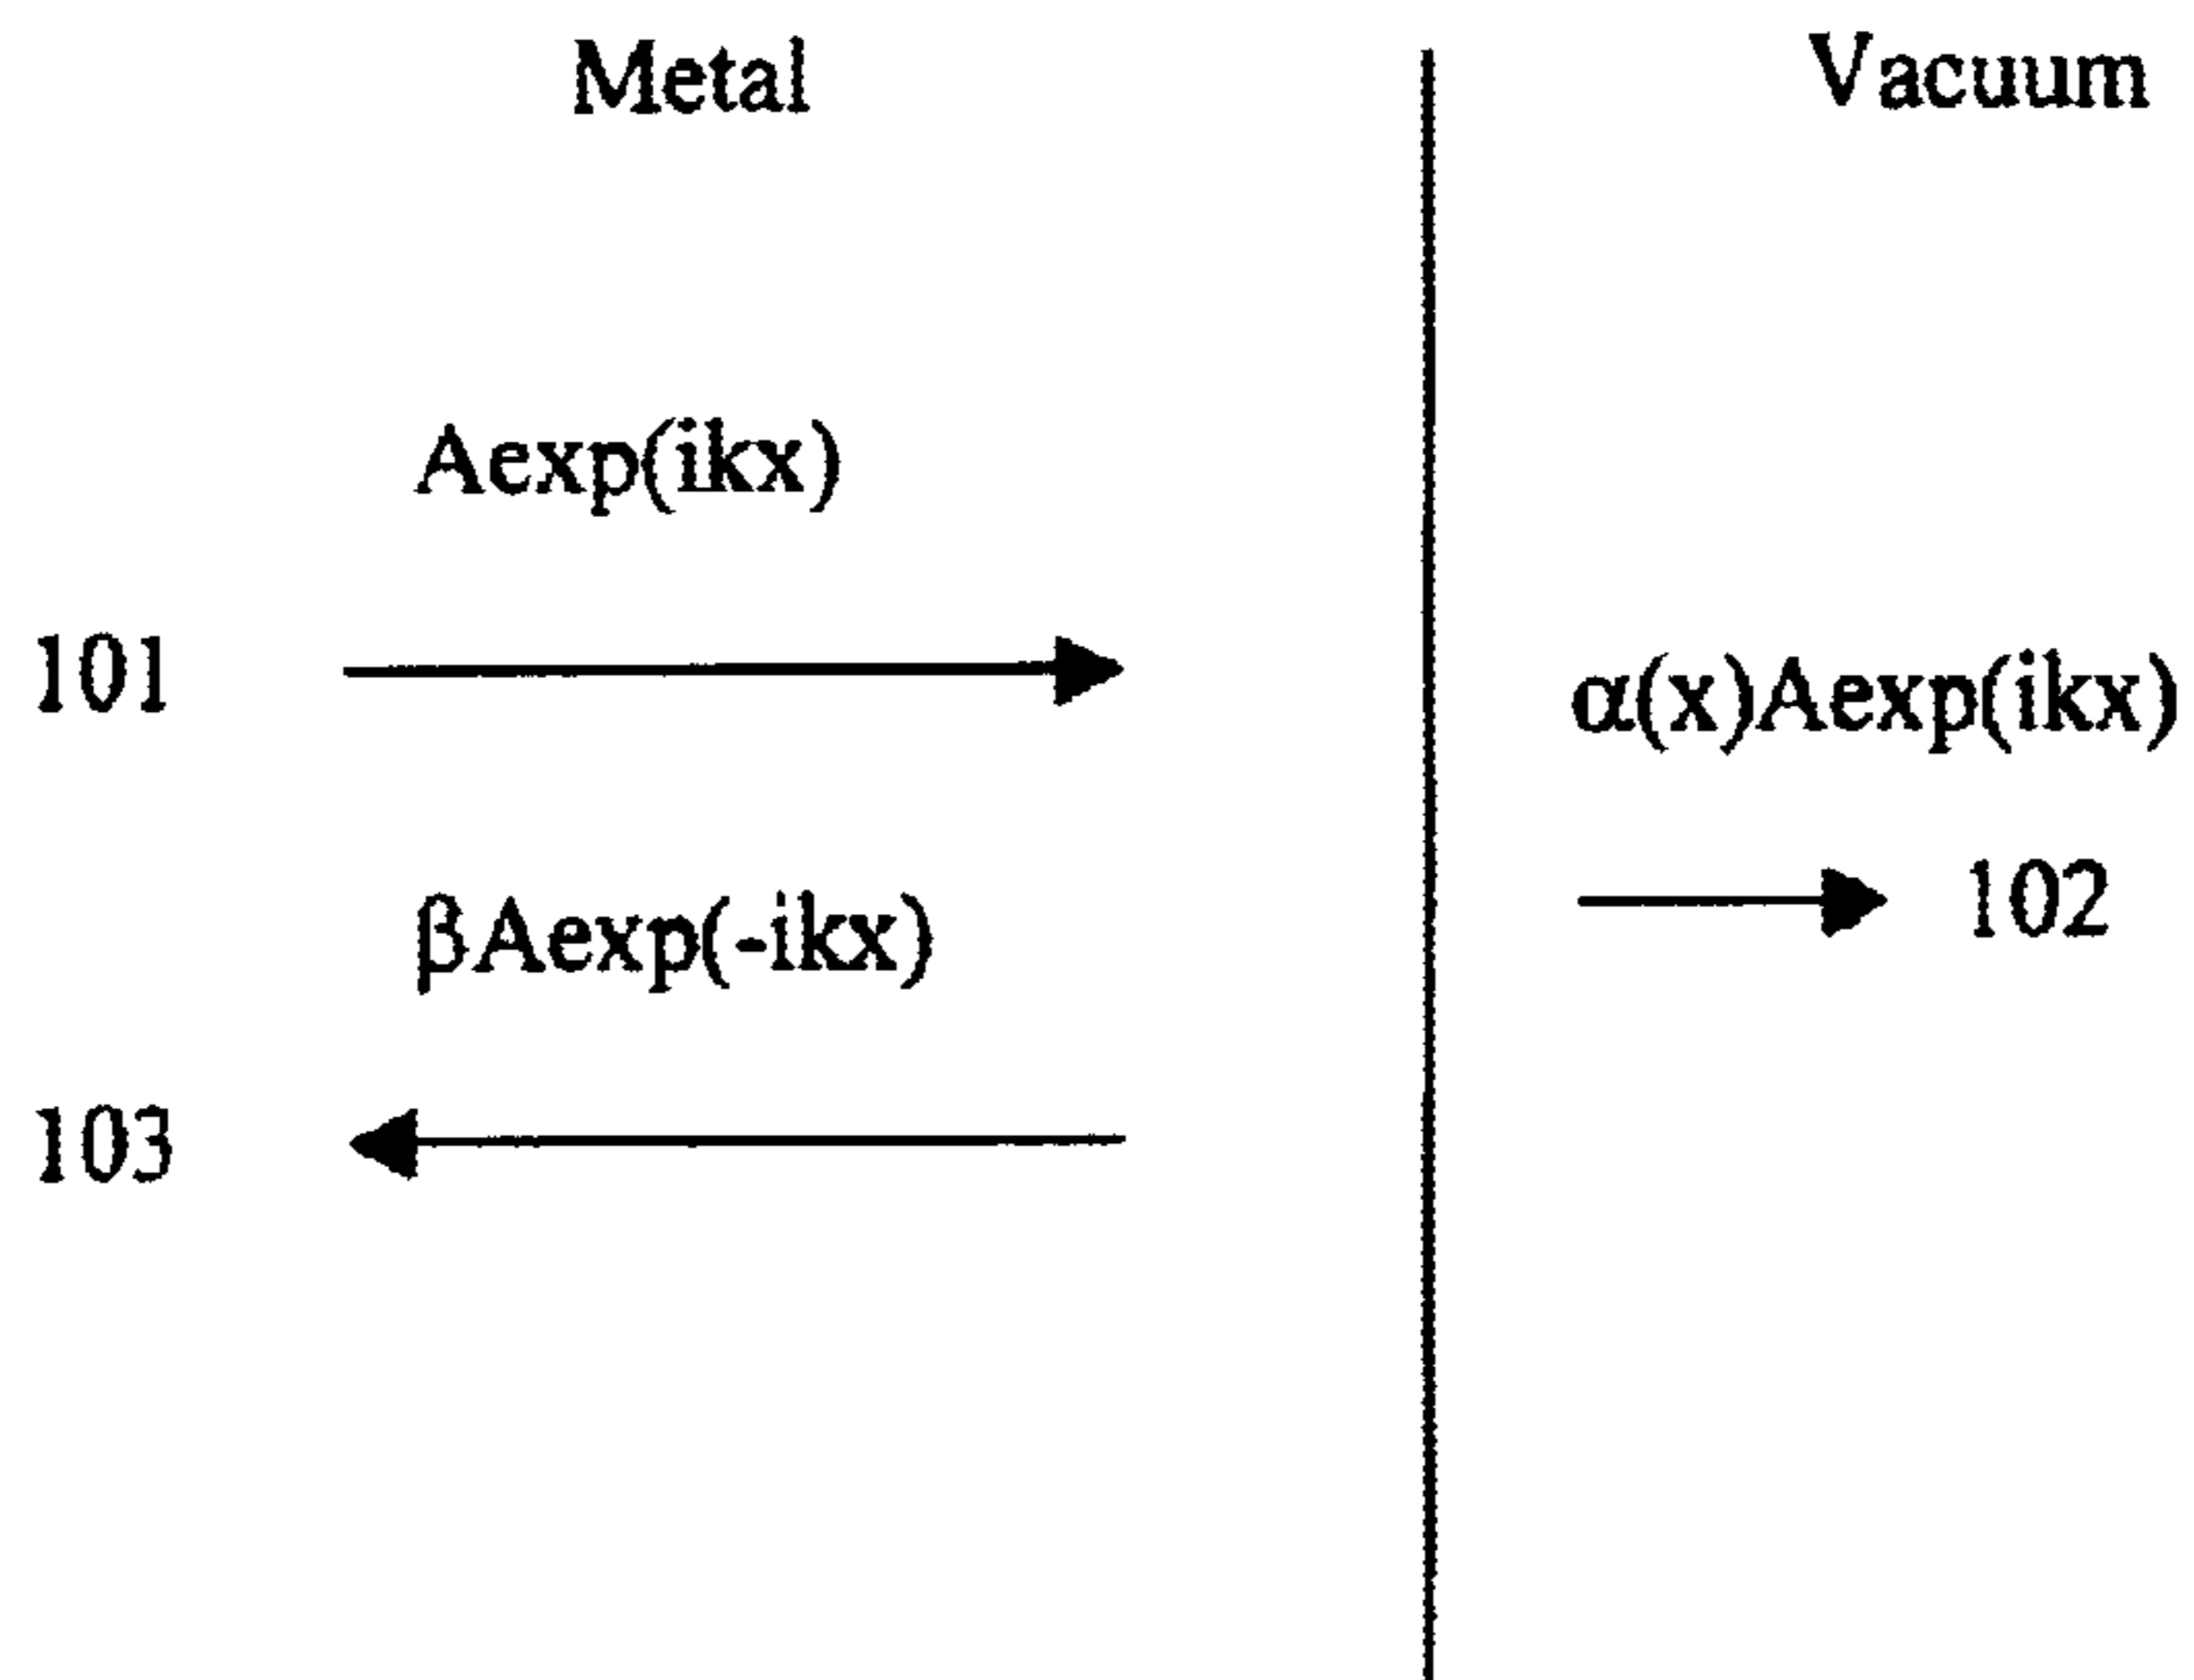 Metal
Vacuum
Aexp(ikx)
101
α(x)Aexp(ikx)
βAexp(-ikx)
102
103